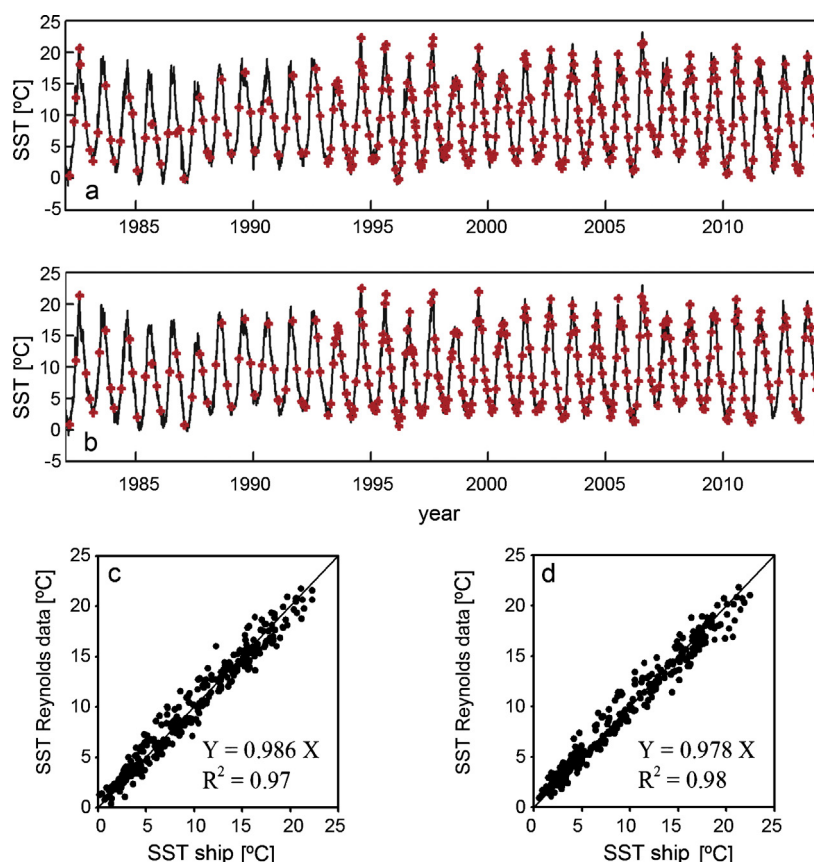 25
20
15
10
5
0
-5
SST [ºC]
a
1985 1990 1995 2000 2005 2010
25
20
15
10
5
0
-5
SST [ºC]
b
1985 1990 1995 2000 2005 2010
year
25
20
15
10
5
0
SST Reynolds data [ºC]
c
Y = 0.986 X
R² = 0.97
0 5 10 15 20 25
SST ship [ºC]
25
20
15
10
5
0
SST Reynolds data [ºC]
d
Y = 0.978 X
R² = 0.98
0 5 10 15 20 25
SST ship [ºC]